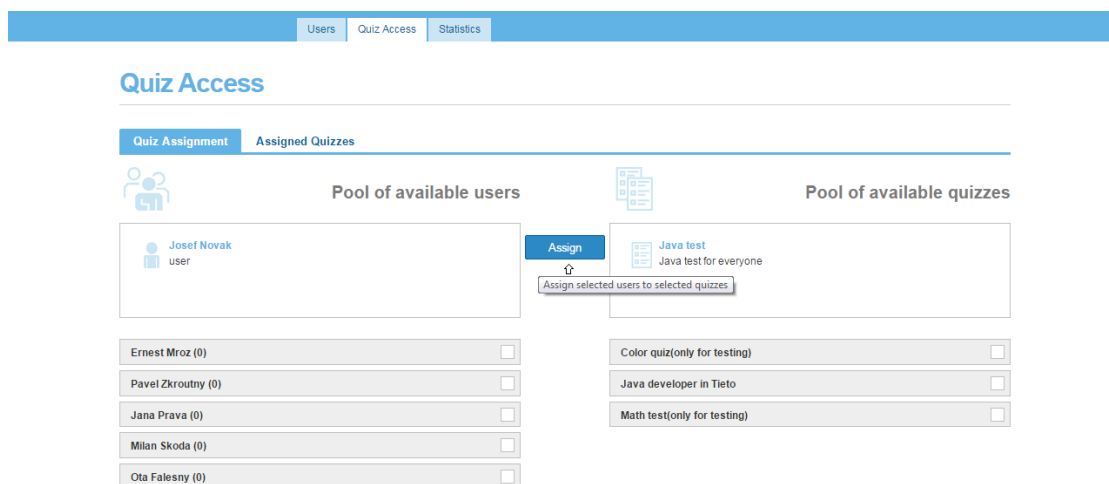 Users Quiz Access Statistics
Quiz Access
Quiz Assignment Assigned Quizzes
Pool of available users
Pool of available quizzes
Josef Novak
user
Assign
Assign selected users to selected quizzes
Java test
Java test for everyone
Ernest Mroz (0)
Pavel Zkroutny (0)
Jana Prava (0)
Milan Skoda (0)
Ota Falesny (0)
Color quiz(only for testing)
Java developer in Tieto
Math test(only for testing)